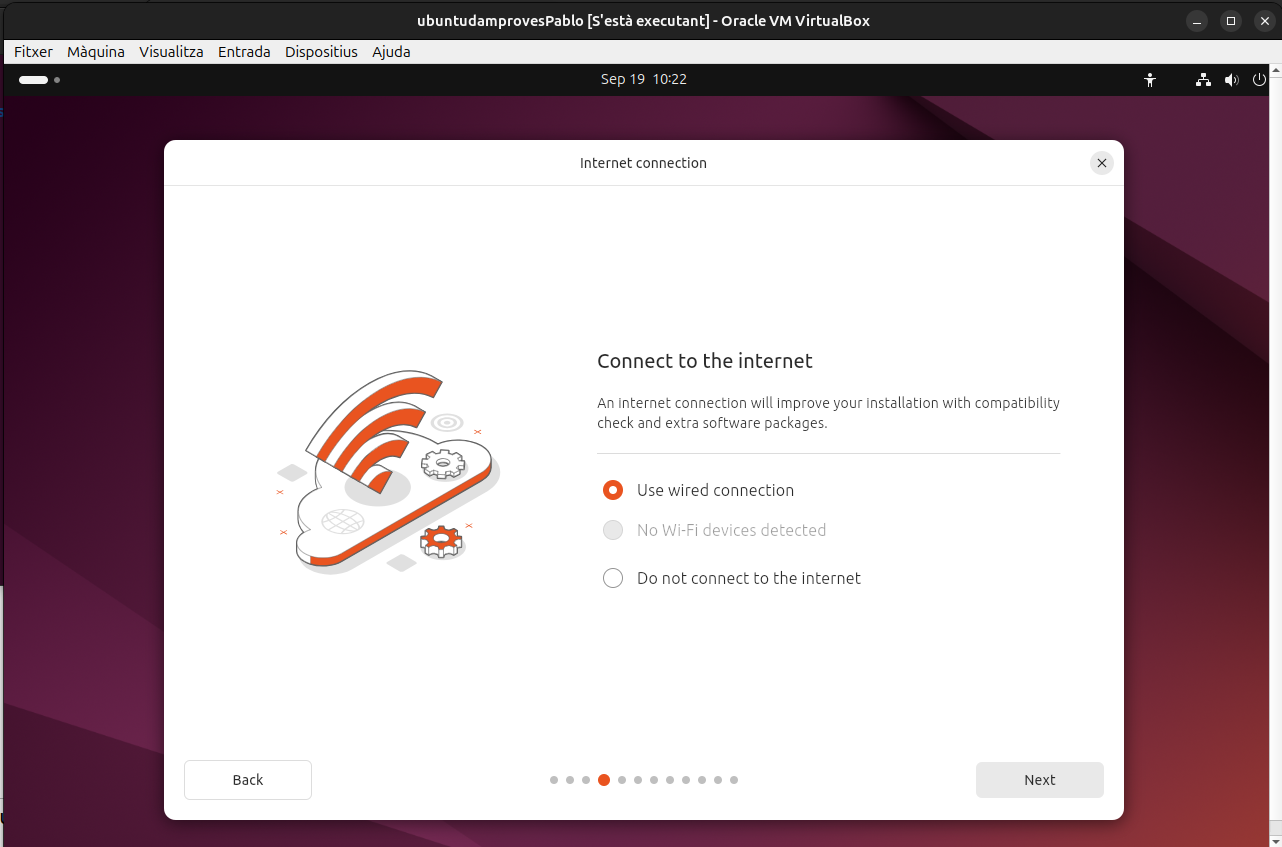 ubuntudamprovesPablo [S'està executant] - Oracle VM VirtualBox
Fitxer Màquina Visualitza Entrada Dispositius Ajuda
Sep 19 10:22
Internet connection
Connect to the internet
An internet connection will improve your installation with compatibility
check and extra software packages.
Use wired connection
No Wi-Fi devices detected
Do not connect to the internet
Back
Next